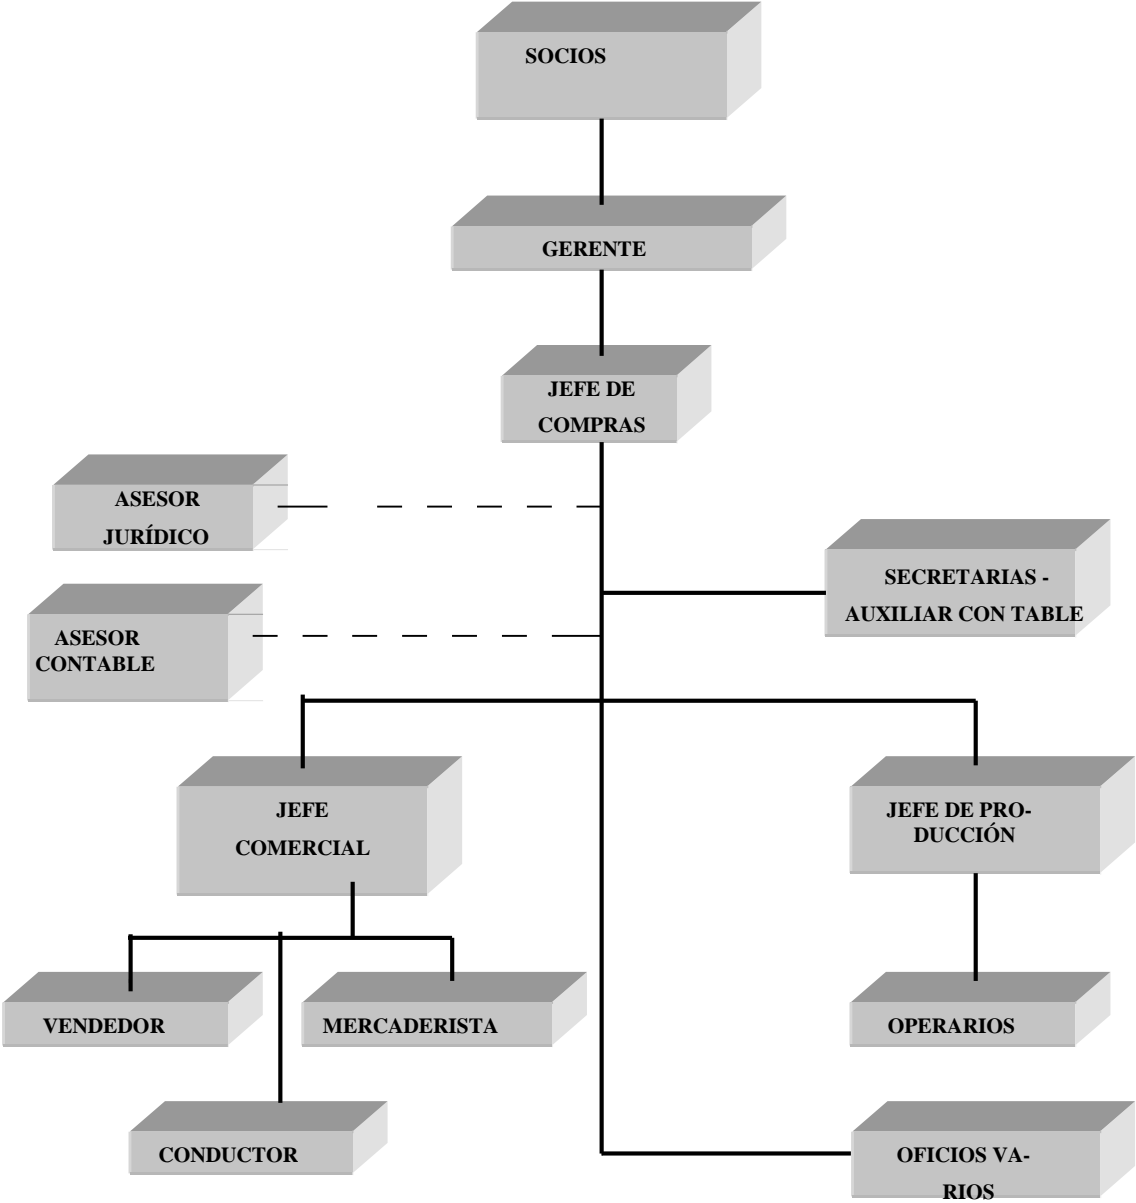 SOCIOS
GERENTE
JEFE DE
COMPRAS
ASESOR
JURÍDICO
SECRETARIAS -
AUXILIAR CON TABLE
ASESOR
CONTABLE
JEFE
COMERCIAL
JEFE DE PRO-
DUCCIÓN
VENDEDOR
MERCADERISTA
OPERARIOS
CONDUCTOR
OFICIOS VA-
RIOS